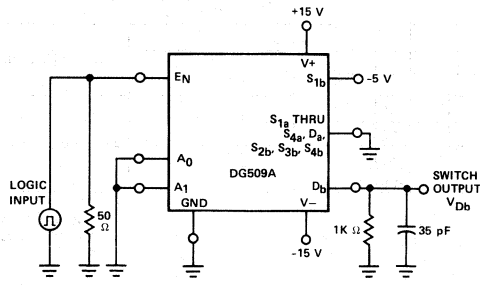 +15 V
V+
EN
S1b
-5 V
S1a THRU
S4a, Da,
S2b, S3b, S4b
A0
DG509A
A1
Db
SWITCH
OUTPUT
VDb
LOGIC
INPUT
GND
V−
50
Ω
1K Ω
35 pF
-15 V